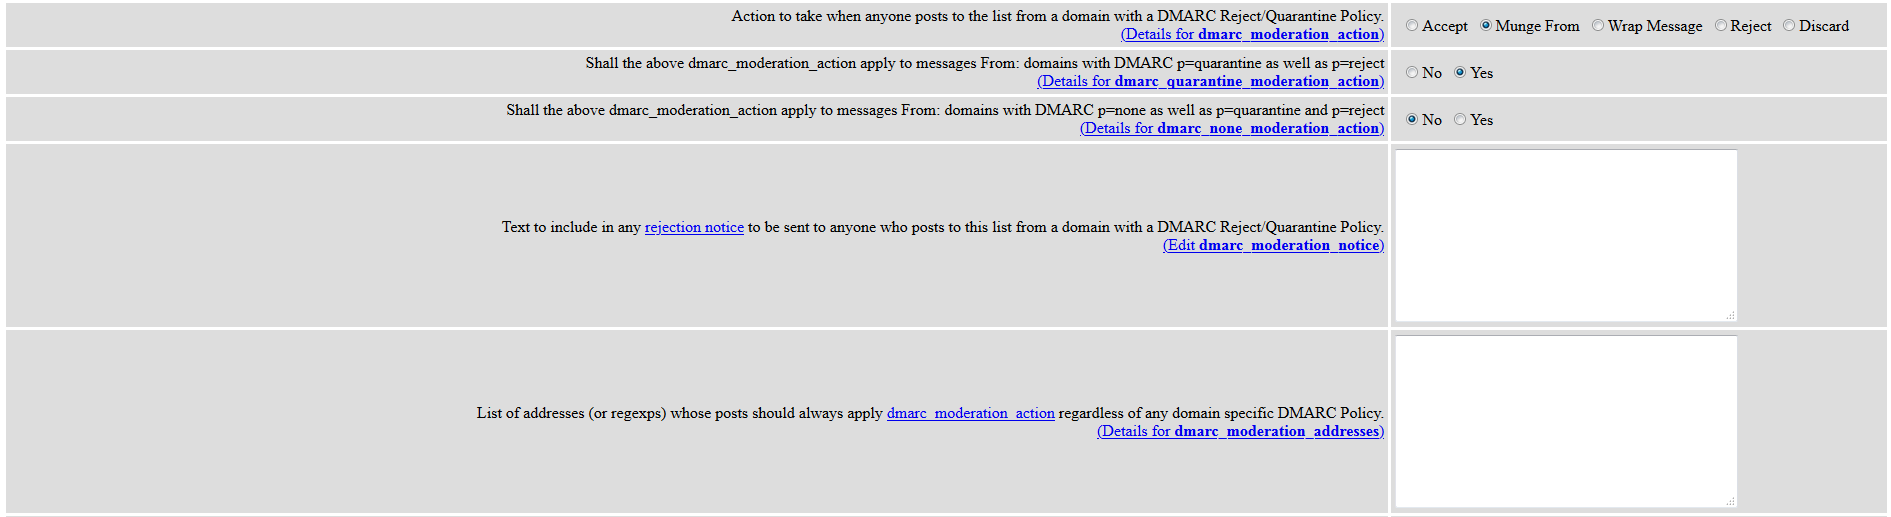 Action to take when anyone posts to the list from a domain with a DMARC Reject/Quarantine Policy.
(Details for dmarc_moderation_action)
Accept Munge From Wrap Message Reject Discard
Shall the above dmarc_moderation_action apply to messages From: domains with DMARC p=quarantine as well as p=reject
(Details for dmarc_quarantine_moderation_action)
No Yes
Shall the above dmarc_moderation_action apply to messages From: domains with DMARC p=none as well as p=quarantine and p=reject
(Details for dmarc_none_moderation_action)
No Yes
Text to include in any rejection notice to be sent to anyone who posts to this list from a domain with a DMARC Reject/Quarantine Policy.
(Edit dmarc_moderation_notice)
List of addresses (or regexps) whose posts should always apply dmarc_moderation_action regardless of any domain specific DMARC Policy.
(Details for dmarc_moderation_addresses)